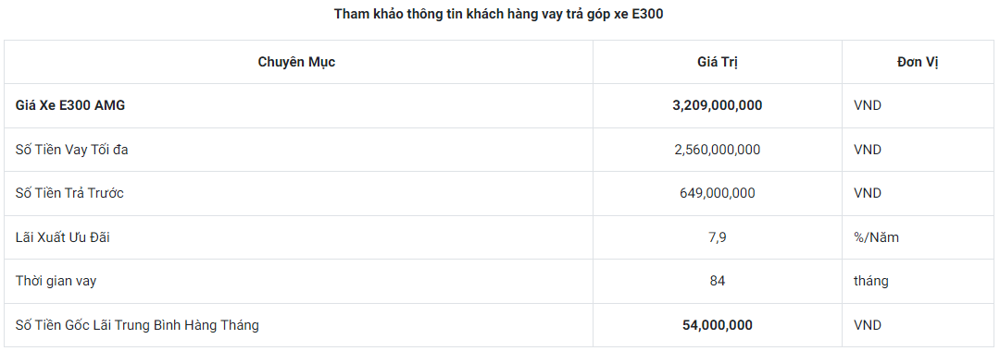 Tham khảo thông tin khách hàng vay trả góp xe E300
Chuyên Mục Giá Trị Đơn Vị
Giá Xe E300 AMG 3,209,000,000 VND
Số Tiền Vay Tối đa 2,560,000,000 VND
Số Tiền Trả Trước 649,000,000 VND
Lãi Xuất Ưu Đãi 7,9 %/Năm
Thời gian vay 84 tháng
Số Tiền Gốc Lãi Trung Bình Hàng Tháng 54,000,000 VND